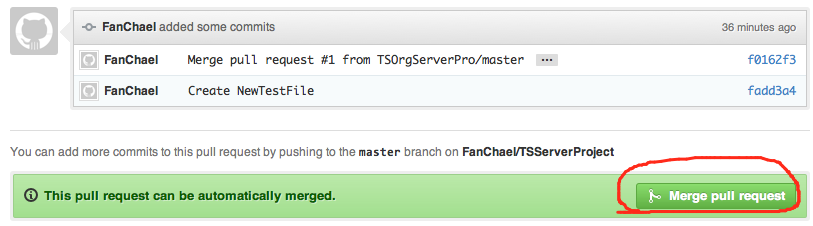 FanChael added some commits 36 minutes ago
FanChael Merge pull request #1 from TSOrgServerPro/master ... f0162f3
FanChael Create NewTestFile fadd3a4
You can add more commits to this pull request by pushing to the master branch on FanChael/TSServerProject
This pull request can be automatically merged. Merge pull request